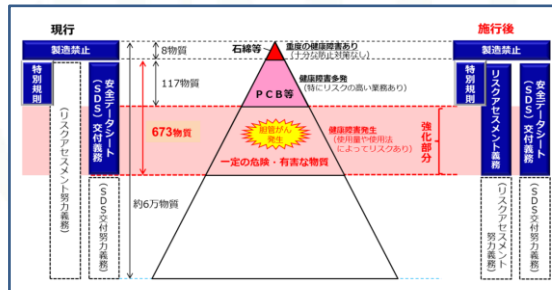 現行
施行後
製造禁止
特別規則
(リスクアセスメント努力義務)
安全データシート
(SDS)交付義務
(SDS交付努力義務)
8物質
117物質
673物質
約6万物質
石綿等
重度の健康障害あり
(十分な防止対策なし)
PCB等
健康障害多発
(特にリスクの高い業務あり)
胆管がん
発生
健康障害発生
(使用量や使用法
によってリスクあり)
一定の危険・有害な物質
強化部分
製造禁止
特別規則
リスクアセスメント義務
(リスクアセスメント
努力義務)
安全データシート
(SDS)交付義務
(SDS交付努力義務)